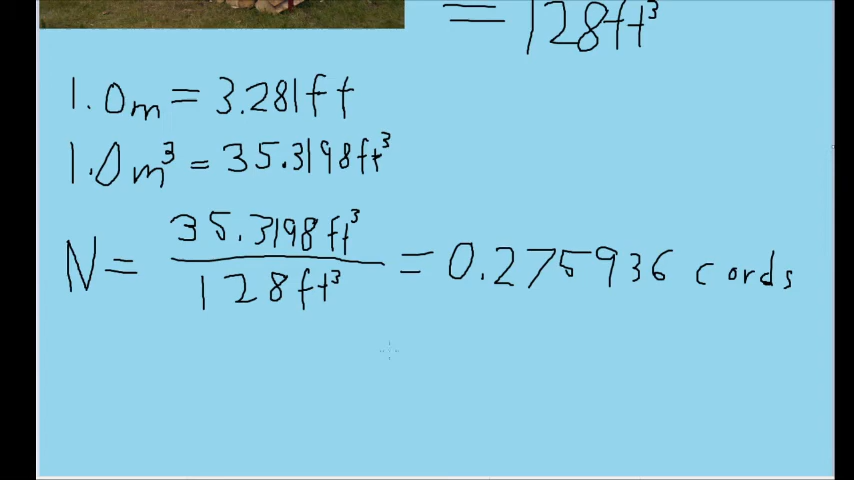 = 128ft³
1.0m = 3.281ft
1.0m³ = 35.3198ft³
N = 35.3198ft³ / 128ft³ = 0.275936 cords